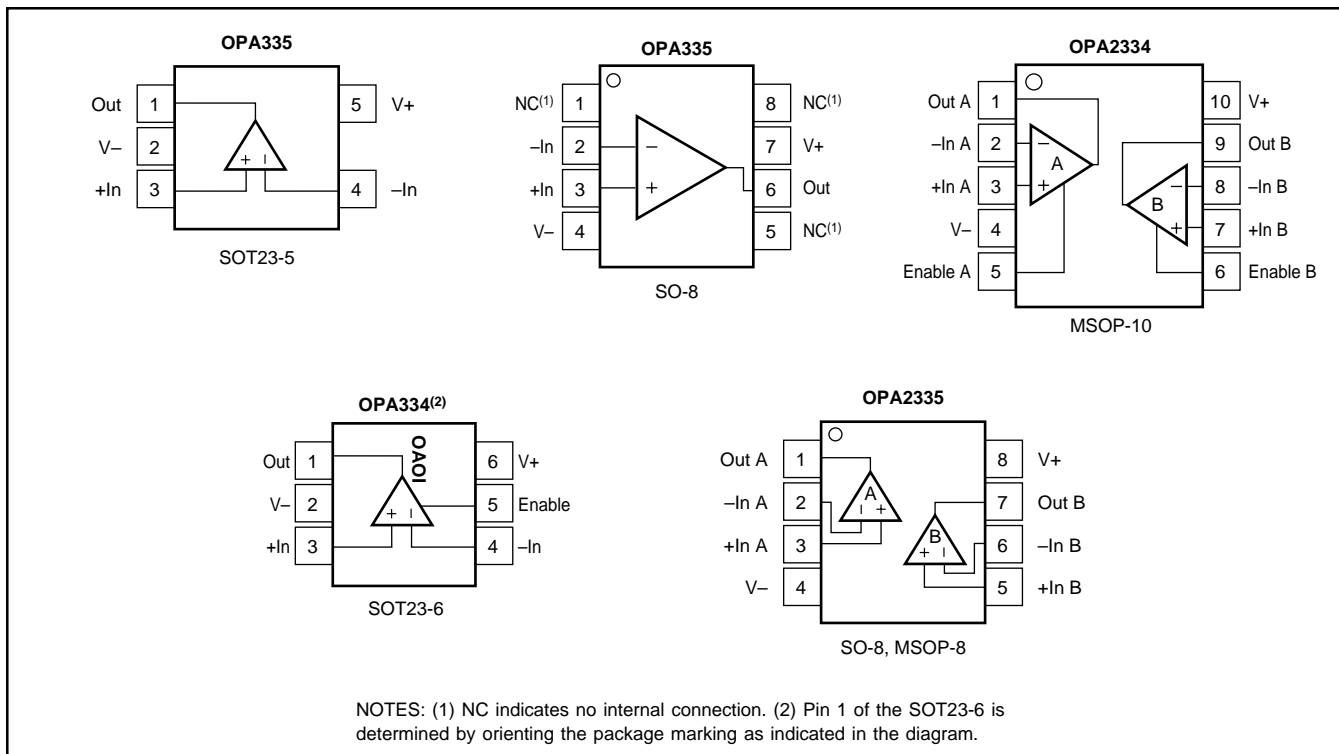 OPA335
Out 1
V– 2
+In 3
5 V+
4 –In
+ –
SOT23-5
OPA335
NC(1) 1
–In 2
+In 3
V– 4
8 NC(1)
7 V+
6 Out
5 NC(1)
–
+
SO-8
OPA2334
Out A 1
–In A 2
+In A 3
V– 4
Enable A 5
10 V+
9 Out B
8 –In B
7 +In B
6 Enable B
–
A
+
–
B
+
MSOP-10
OPA334(2)
Out 1
V– 2
+In 3
6 V+
5 Enable
4 –In
OAOI
+ –
SOT23-6
OPA2335
Out A 1
–In A 2
+In A 3
V– 4
8 V+
7 Out B
6 –In B
5 +In B
A
– +
B
+ –
SO-8, MSOP-8
NOTES: (1) NC indicates no internal connection. (2) Pin 1 of the SOT23-6 is
determined by orienting the package marking as indicated in the diagram.